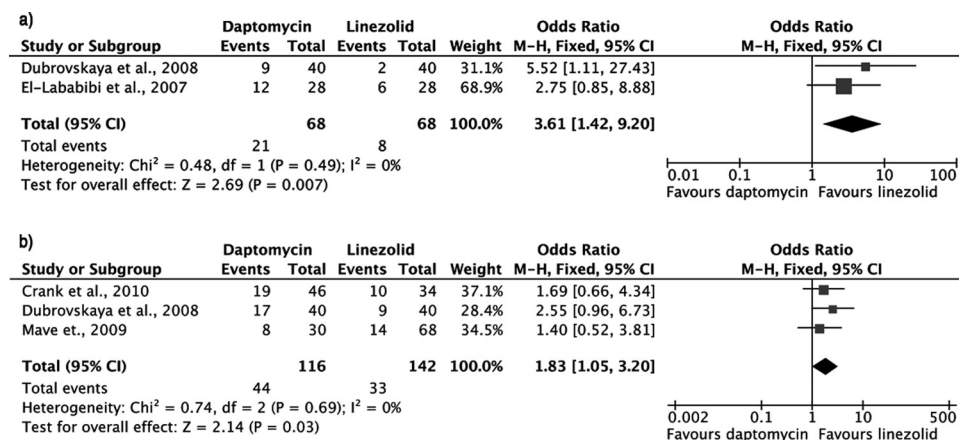 a)
Daptomycin Linezolid Odds Ratio Odds Ratio
Study or Subgroup Events Total Events Total Weight M-H, Fixed, 95% CI M-H, Fixed, 95% CI
Dubrovskaya et al., 2008 9 40 2 40 31.1% 5.52 [1.11, 27.43]
El-Lababibi et al., 2007 12 28 6 28 68.9% 2.75 [0.85, 8.88]
Total (95% CI) 68 68 100.0% 3.61 [1.42, 9.20]
Total events 21 8
Heterogeneity: Chi² = 0.48, df = 1 (P = 0.49); I² = 0%
Test for overall effect: Z = 2.69 (P = 0.007)
0.01 0.1 1 10 100
Favours daptomycin Favours linezolid
b)
Daptomycin Linezolid Odds Ratio Odds Ratio
Study or Subgroup Events Total Events Total Weight M-H, Fixed, 95% CI M-H, Fixed, 95% CI
Crank et al., 2010 19 46 10 34 37.1% 1.69 [0.66, 4.34]
Dubrovskaya et al., 2008 17 40 9 40 28.4% 2.55 [0.96, 6.73]
Mave et., 2009 8 30 14 68 34.5% 1.40 [0.52, 3.81]
Total (95% CI) 116 142 100.0% 1.83 [1.05, 3.20]
Total events 44 33
Heterogeneity: Chi² = 0.74, df = 2 (P = 0.69); I² = 0%
Test for overall effect: Z = 2.14 (P = 0.03)
0.002 0.1 1 10 500
Favours daptomycin Favours linezolid